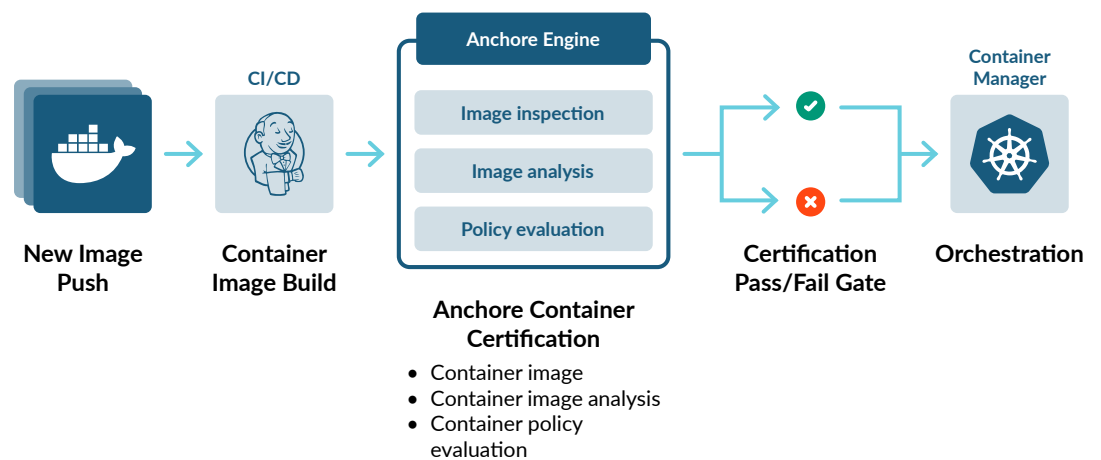 New Image
Push
CI/CD
Container
Image Build
Anchore Engine
Image inspection
Image analysis
Policy evaluation
Anchore Container
Certification
• Container image
• Container image analysis
• Container policy
evaluation
Certification
Pass/Fail Gate
Container
Manager
Orchestration